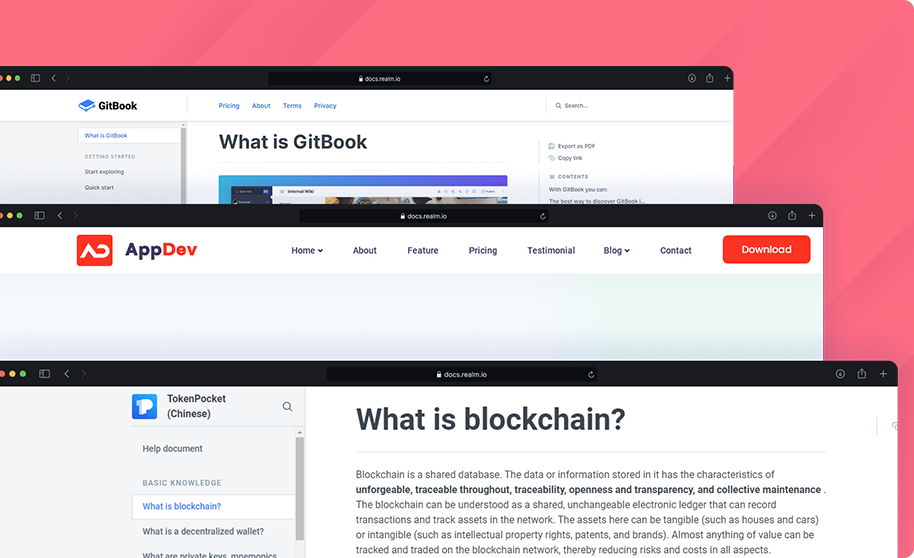 docs.realm.io
GitBook
Pricing About Terms Privacy
Search...
What is GitBook
GETTING STARTED
Start exploring
Quick start
What is GitBook
Export as PDF
Copy link
CONTENTS
With GitBook you can:
The best way to discover GitBook i...
Internal Wiki
docs.realm.io
AppDev
Home About Feature Pricing Testimonial Blog Contact Download
docs.realm.io
TokenPocket
(Chinese)
Help document
BASIC KNOWLEDGE
What is blockchain?
What is a decentralized wallet?
What are private keys, mnemonics
What is blockchain?
Blockchain is a shared database. The data or information stored in it has the characteristics of
unforgeable, traceable throughout, traceability, openness and transparency, and collective maintenance .
The blockchain can be understood as a shared, unchangeable electronic ledger that can record
transactions and track assets in the network. The assets here can be tangible (such as houses and cars)
or intangible (such as intellectual property rights, patents, and brands). Almost anything of value can be
tracked and traded on the blockchain network, thereby reducing risks and costs in all aspects.